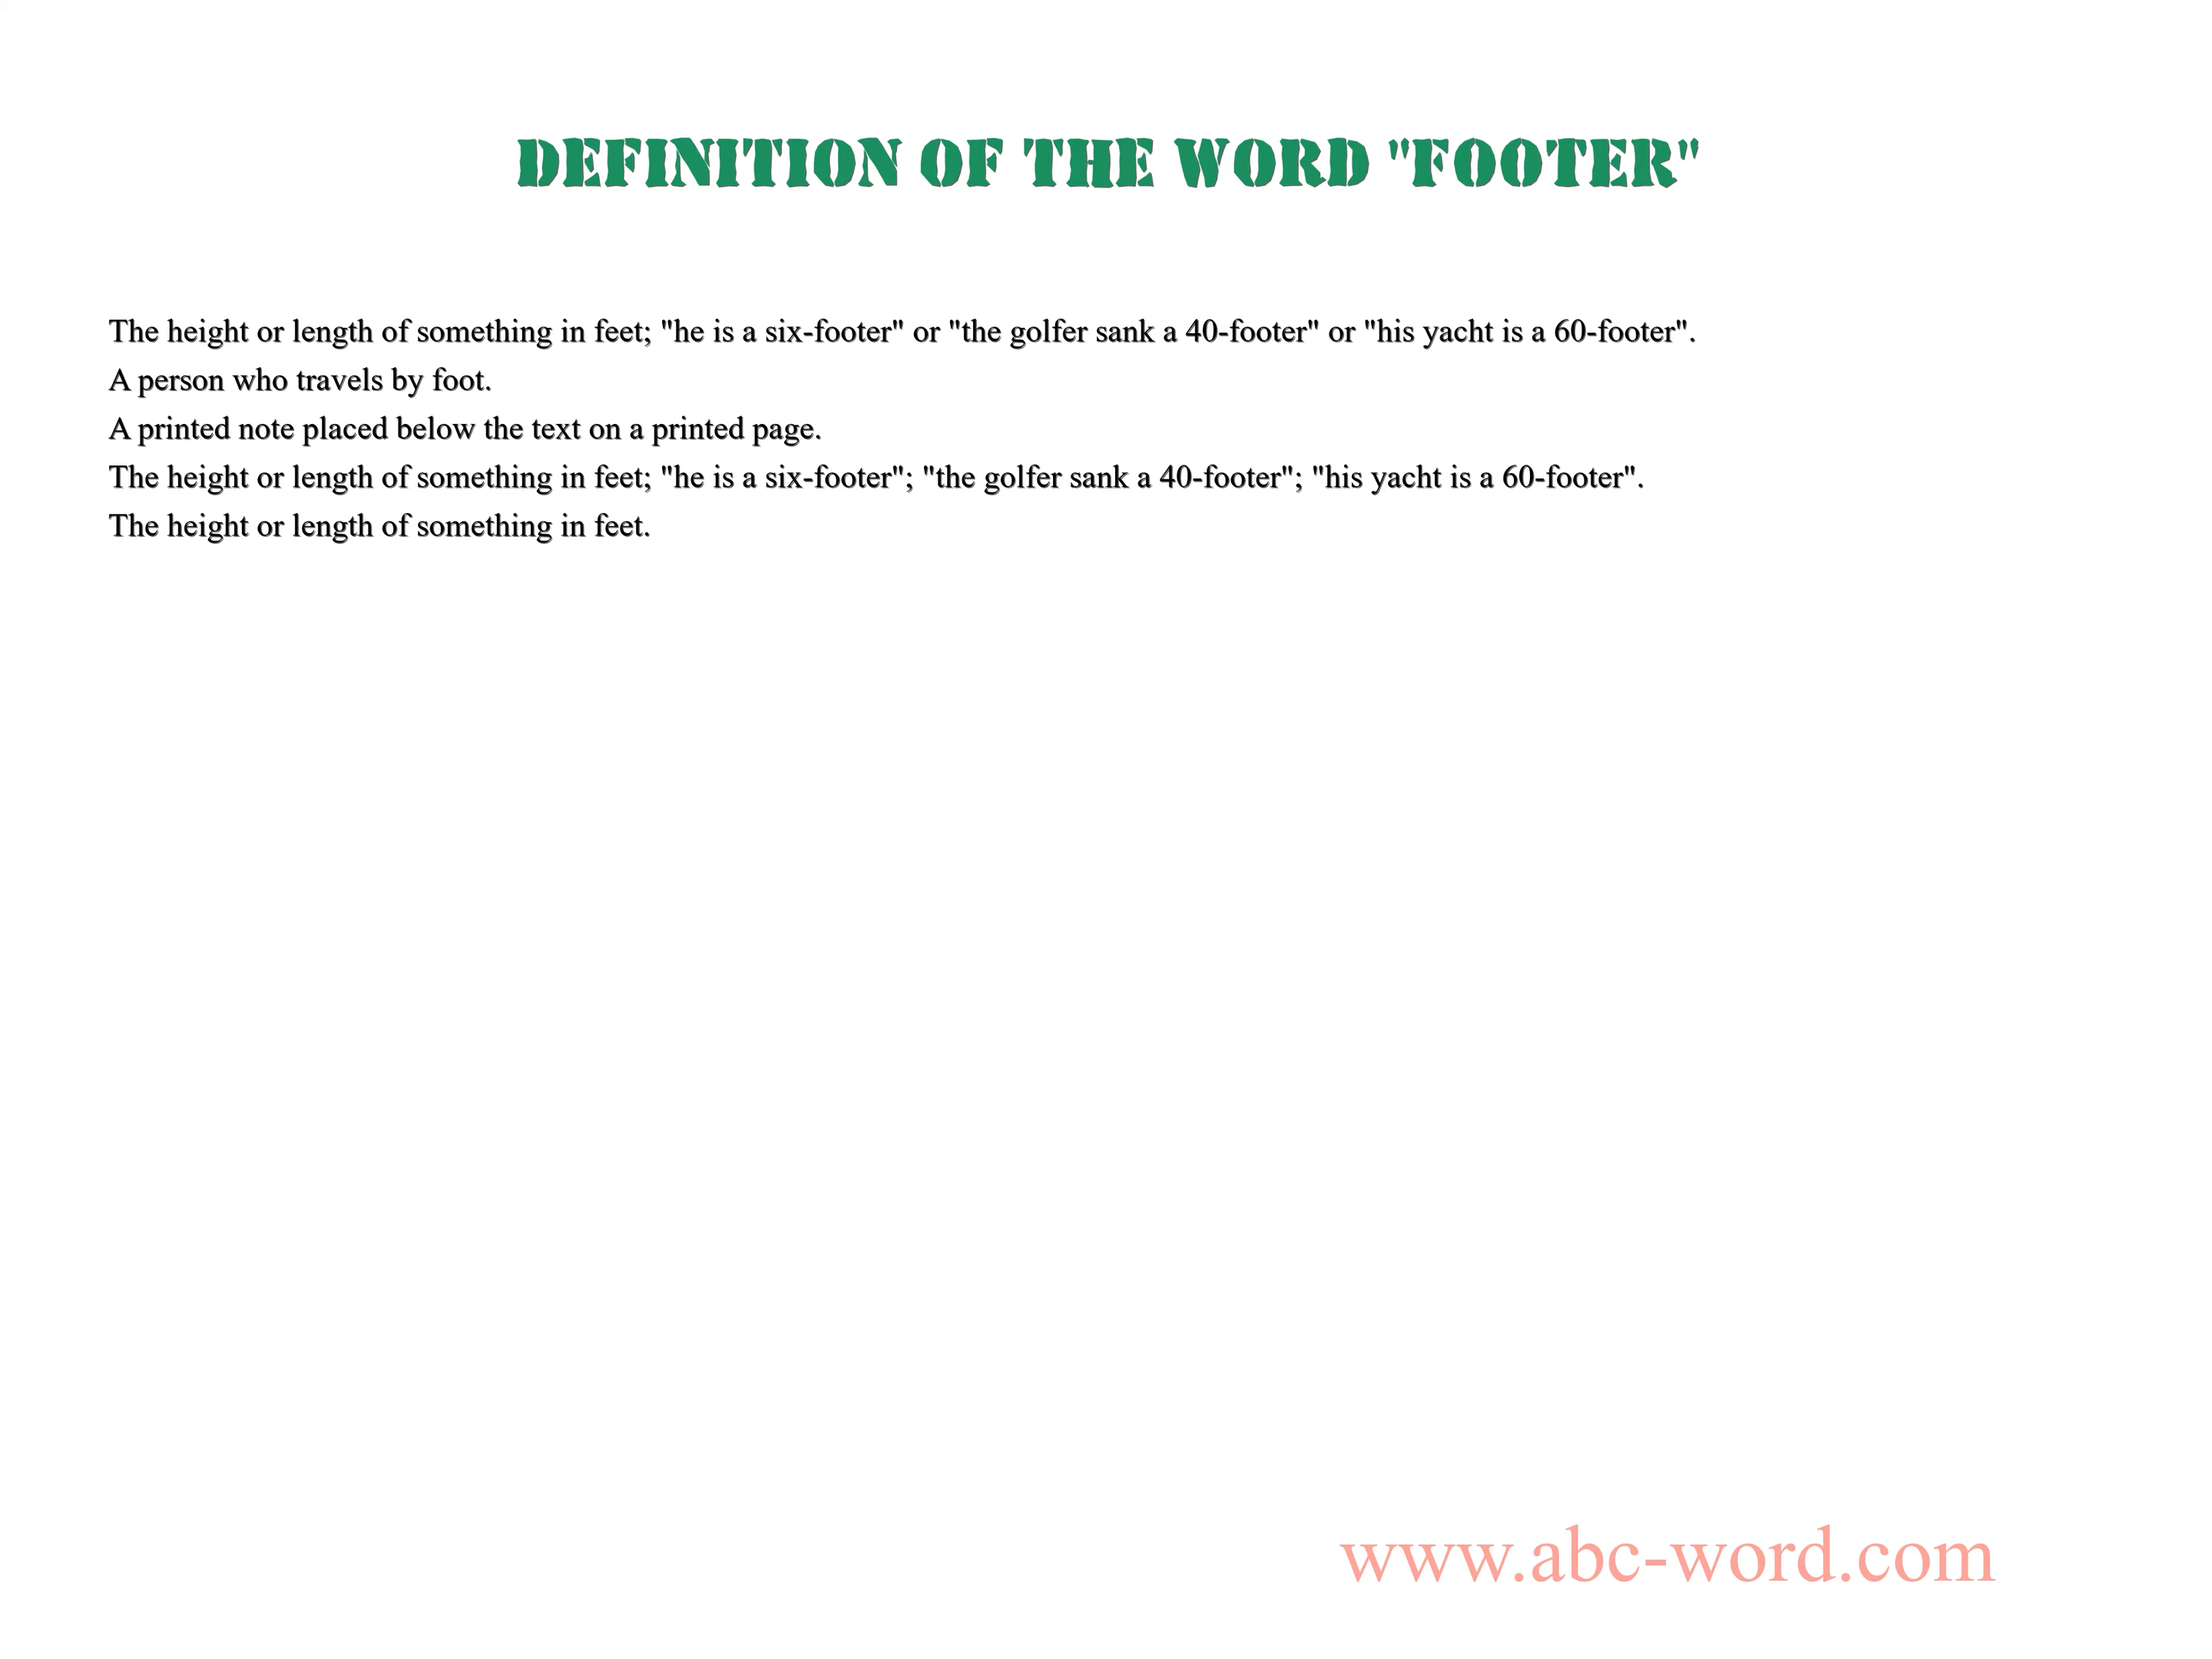 DEFINITION OF THE WORD "FOOTER"
The height or length of something in feet; "he is a six-footer" or "the golfer sank a 40-footer" or "his yacht is a 60-footer".
A person who travels by foot.
A printed note placed below the text on a printed page.
The height or length of something in feet; "he is a six-footer"; "the golfer sank a 40-footer"; "his yacht is a 60-footer".
The height or length of something in feet.
www.abc-word.com